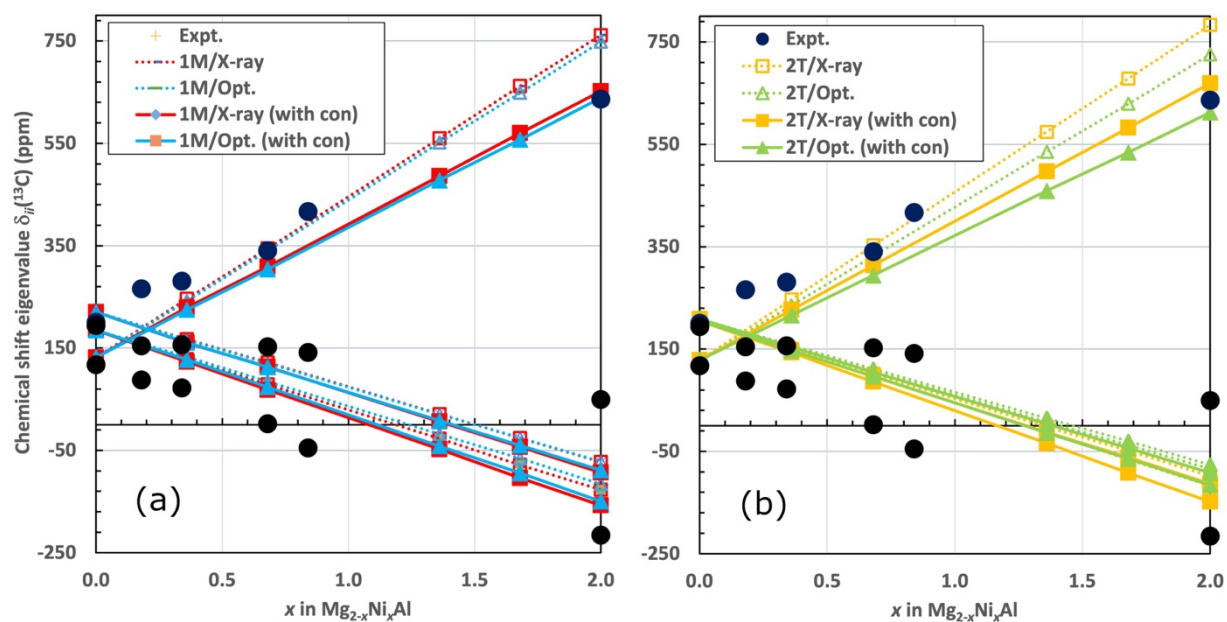 Chemical shift eigenvalue δii(13C) (ppm)
750
550
350
150
-50
-250
Expt.
1M/X-ray
1M/Opt.
1M/X-ray (with con)
1M/Opt. (with con)
(a)
0.0 0.5 1.0 1.5 2.0
x in Mg2-xNixAl
750
550
350
150
-50
-250
Expt.
2T/X-ray
2T/Opt.
2T/X-ray (with con)
2T/Opt. (with con)
(b)
0.0 0.5 1.0 1.5 2.0
x in Mg2-xNixAl